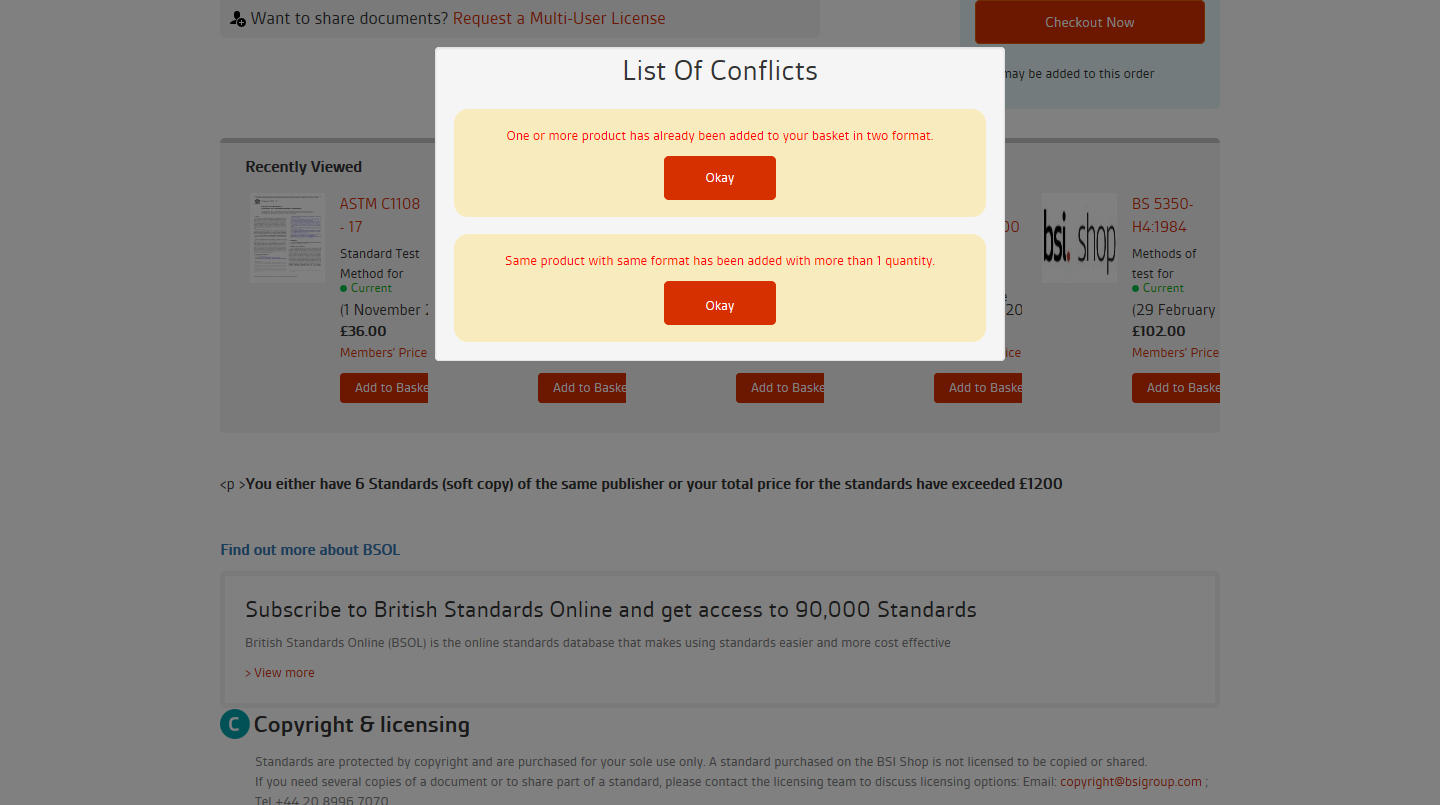 Want to share documents? Request a Multi-User License
Checkout Now
may be added to this order
List Of Conflicts
One or more product has already been added to your basket in two format.
Okay
Same product with same format has been added with more than 1 quantity.
Okay
Recently Viewed
ASTM C1108
- 17
Standard Test
Method for
Current
(1 November
£36.00
Members' Price
Add to Baske
Add to Baske
Add to Baske
00
20
ice
Add to Baske
bsi. shop
BS 5350-
H4:1984
Methods of
test for
Current
(29 February
£102.00
Members' Price
Add to Baske
<p >You either have 6 Standards (soft copy) of the same publisher or your total price for the standards have exceeded £1200
Find out more about BSOL
Subscribe to British Standards Online and get access to 90,000 Standards
British Standards Online (BSOL) is the online standards database that makes using standards easier and more cost effective
> View more
C Copyright & licensing
Standards are protected by copyright and are purchased for your sole use only. A standard purchased on the BSI Shop is not licensed to be copied or shared.
If you need several copies of a document or to share part of a standard, please contact the licensing team to discuss licensing options: Email: copyright@bsigroup.com ;
Tel +44 20 8996 7070